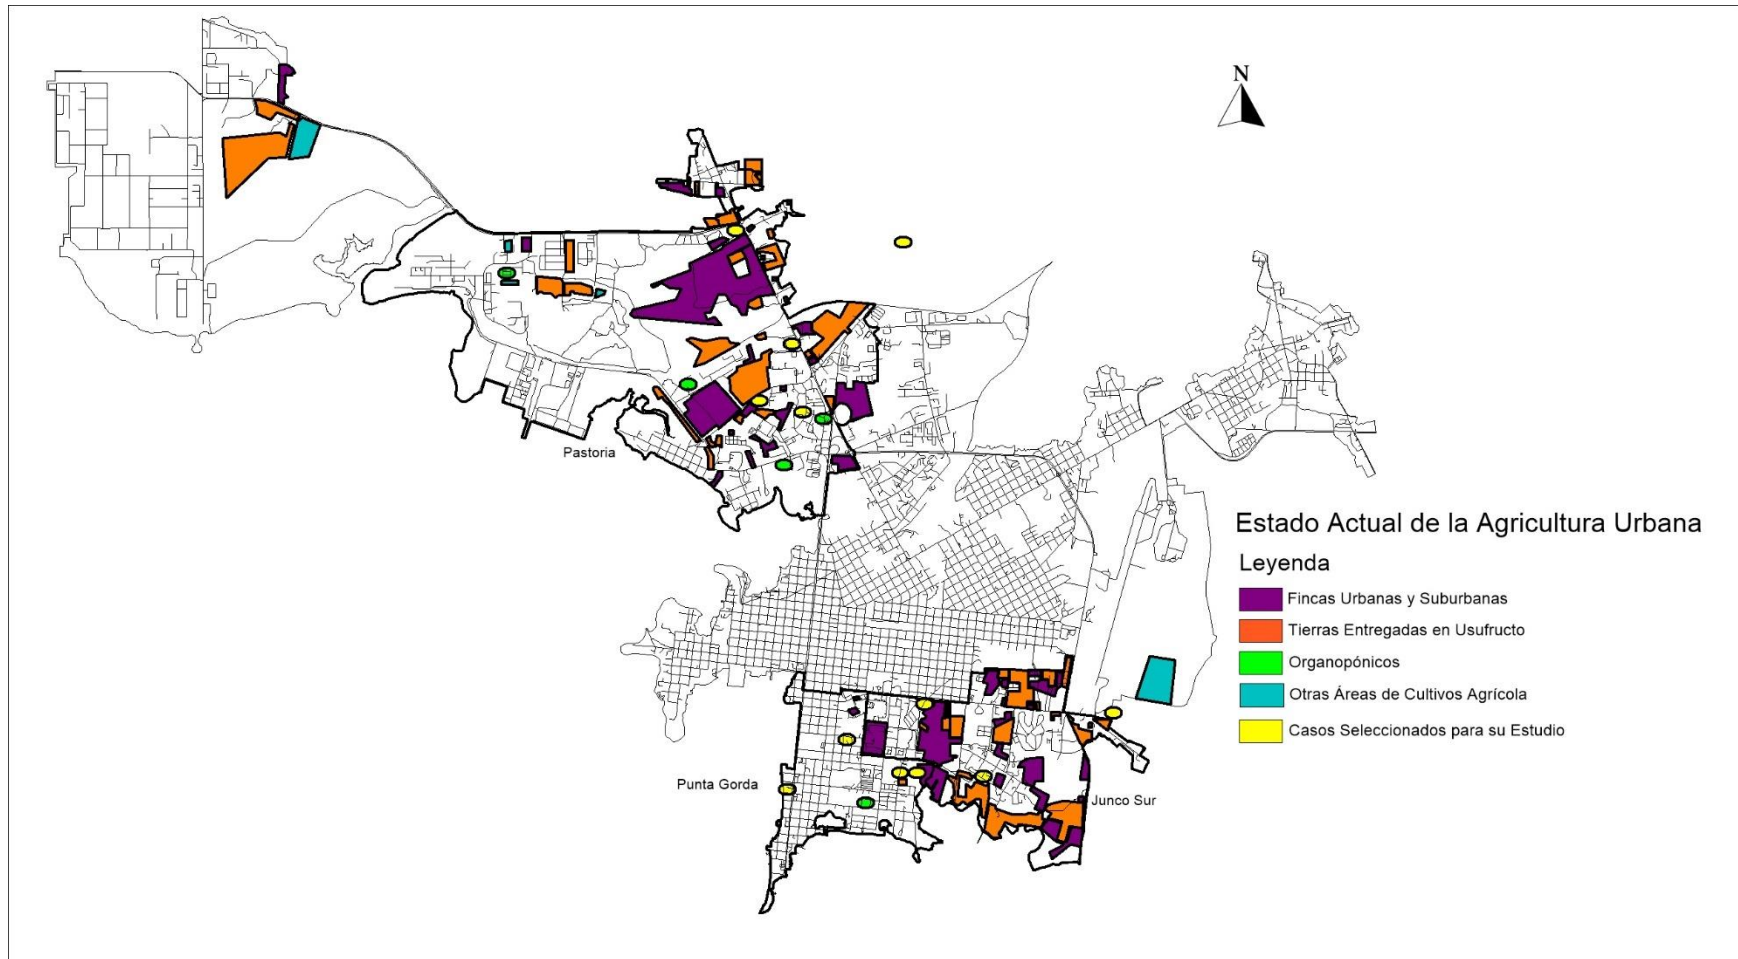 N
Pastoria
Estado Actual de la Agricultura Urbana
Leyenda
Fincas Urbanas y Suburbanas
Tierras Entregadas en Usufructo
Organopónicos
Otras Áreas de Cultivos Agrícola
Casos Seleccionados para su Estudio
Punta Gorda
Junco Sur